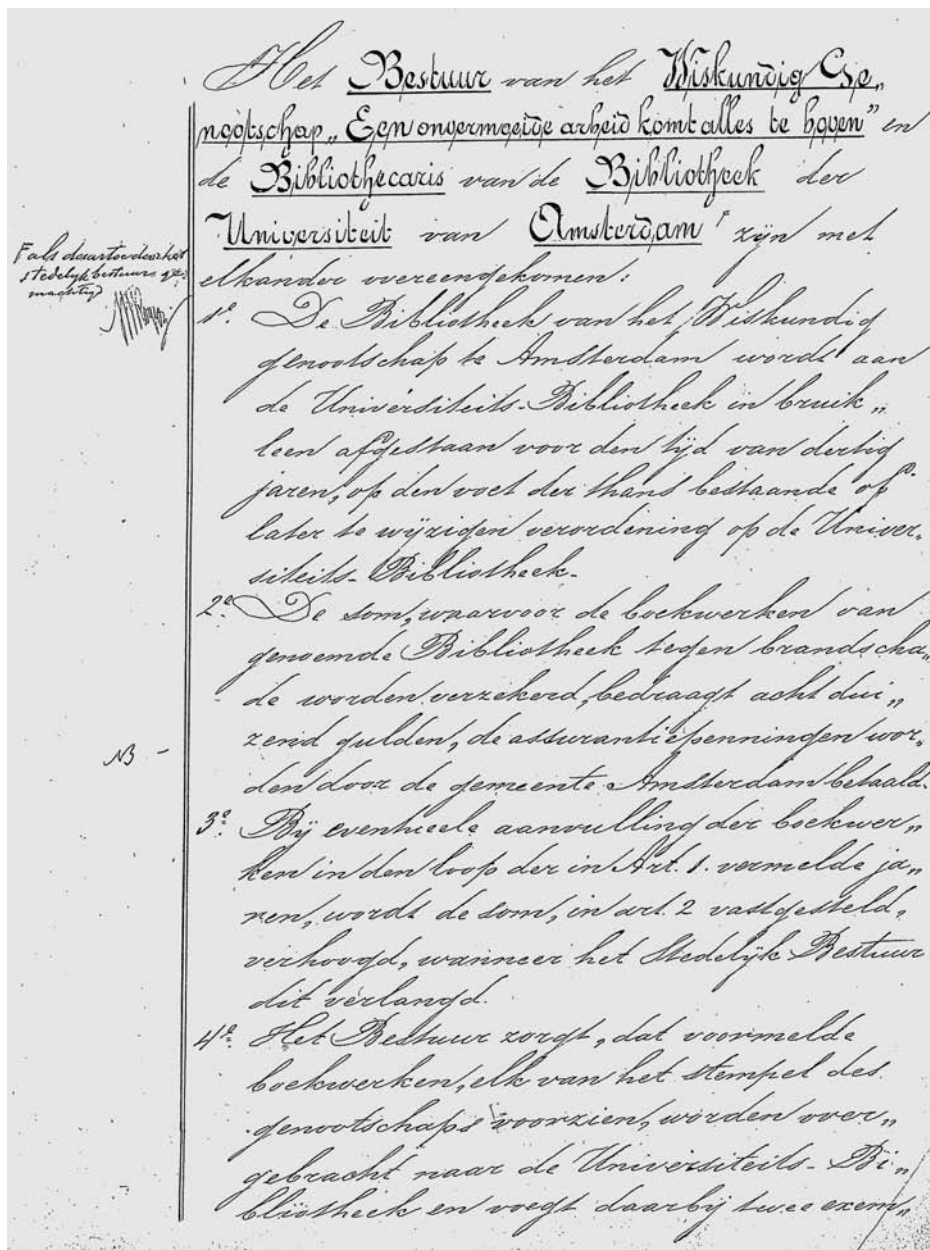 Het Bestuur van het Wiskundig Ge„
nootschap „Een onvermoeide arbeid komt alles te boven” en
de Bibliothecaris van de Bibliotheek der
Universiteit van Amsterdam F zijn met
elkander overeengekomen:
F als daartoe door het
stedelijk bestuur ge=
machtigd
1e. De Bibliotheek van het Wiskundig
genootschap te Amsterdam wordt aan
de Universiteits-Bibliotheek in bruik„
leen afgestaan voor den tijd van dertig
jaren, op den voet der thans bestaande of
later te wijzigen verordening op de Univer„
siteits-Bibliotheek.
2e. De som, waarvoor de boekwerken van
genoemde Bibliotheek tegen brandscha„
de worden verzekerd, bedraagt acht dui„
zend gulden, de assurantiepenningen wor„
den door de gemeente Amsterdam betaald.
NB –
3e. Bij eventueele aanvulling der boekwer„
ken in den loop der in Art. 1. vermelde ja„
ren, wordt de som, in art. 2 vastgesteld,
verhoogd, wanneer het Stedelijk Bestuur
dit verlangd.
4e. Het Bestuur zorgt, dat voormelde
boekwerken, elk van het stempel des
genootschaps voorzien, worden over„
gebracht naar de Universiteits-Bi„
bliotheek en voegt daarbij twee exem„